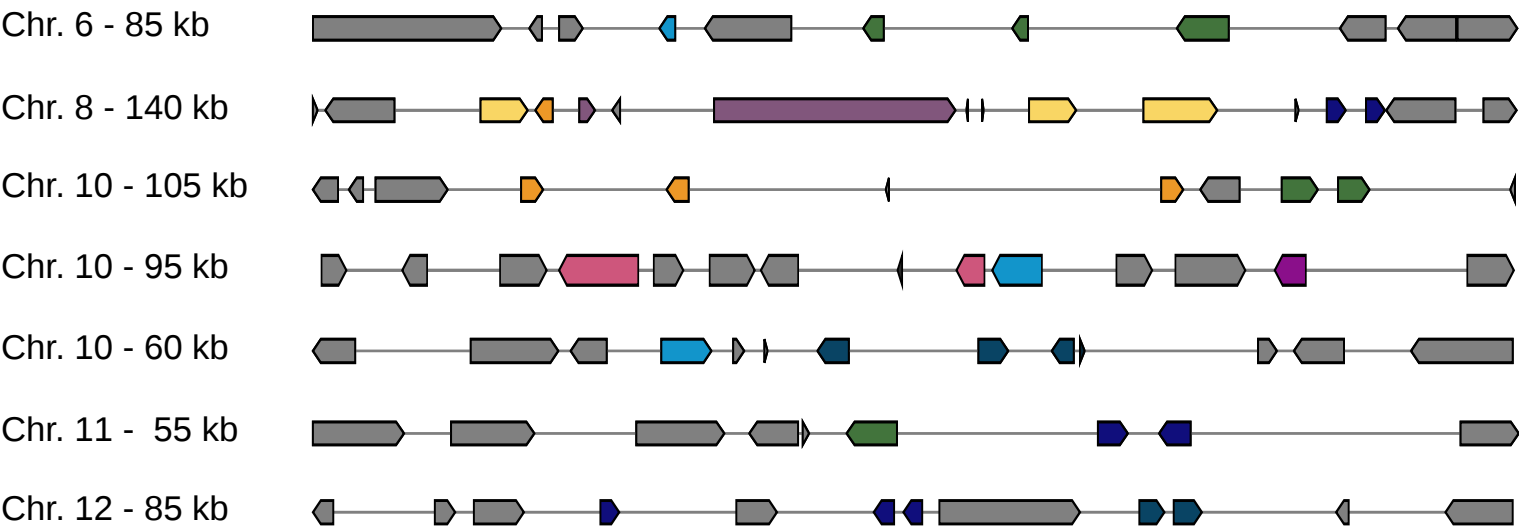 Chr. 6 - 85 kb
Chr. 8 - 140 kb
Chr. 10 - 105 kb
Chr. 10 - 95 kb
Chr. 10 - 60 kb
Chr. 11 -  55 kb
Chr. 12 - 85 kb